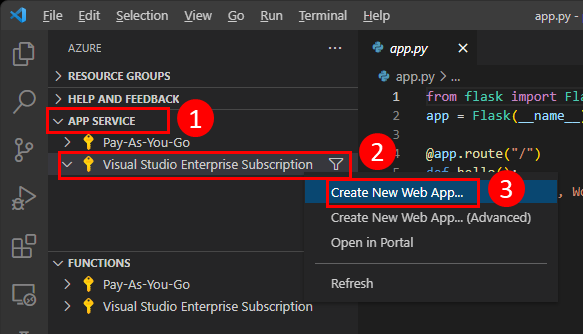 File Edit Selection View Go Run Terminal Help app.py
AZURE
RESOURCE GROUPS
HELP AND FEEDBACK
APP SERVICE
1
Pay-As-You-Go
Visual Studio Enterprise Subscription
2
Create New Web App...
3
Create New Web App... (Advanced)
Open in Portal
Refresh
FUNCTIONS
Pay-As-You-Go
Visual Studio Enterprise Subscription
app.py
app.py > ...
1 from flask import Flas
2 app = Flask(__name__)
3
4 @app.route("/")
def hello():
, Wo